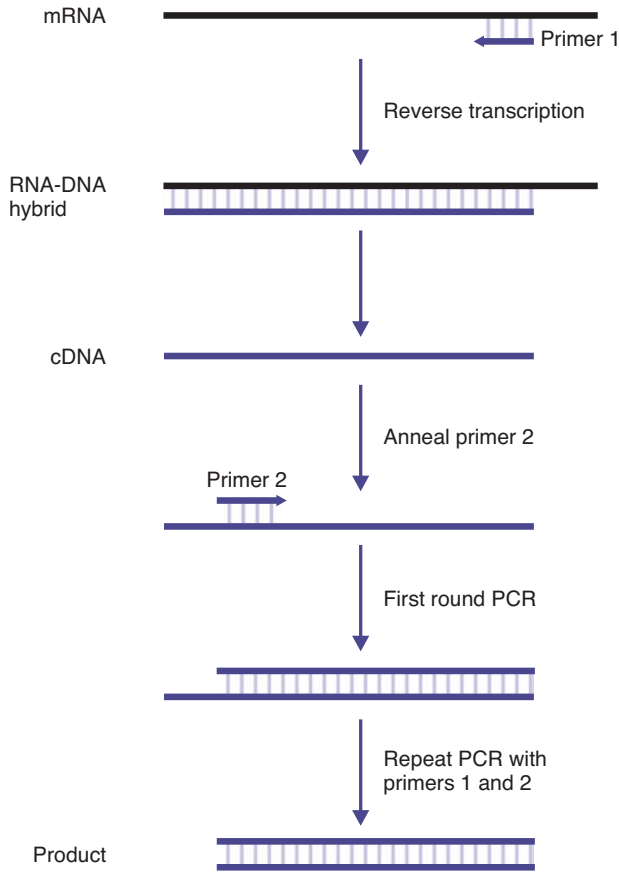 mRNA
Primer 1
Reverse transcription
RNA-DNA
hybrid
cDNA
Anneal primer 2
Primer 2
First round PCR
Repeat PCR with
primers 1 and 2
Product